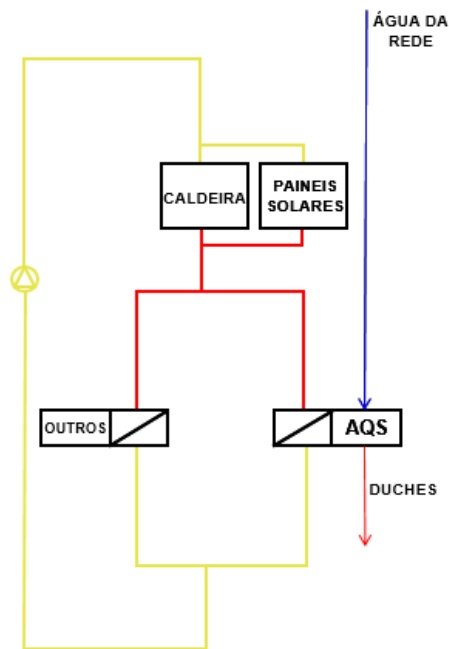 ÁGUA DA
REDE
CALDEIRA
PAINEIS
SOLARES
OUTROS
AQS
DUCHES